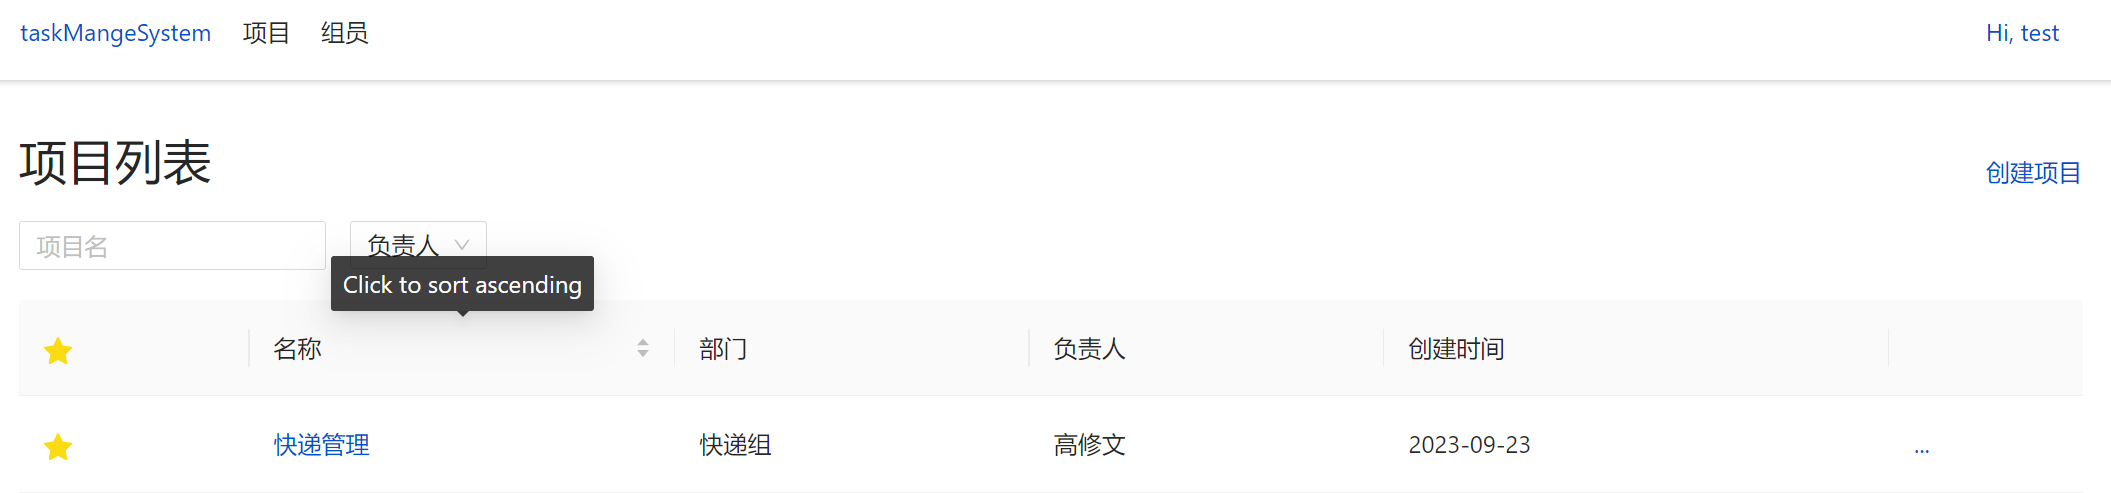 taskMangeSystem 项目 组员 Hi, test
项目列表
创建项目
项目名 负责人
Click to sort ascending
名称 部门 负责人 创建时间
快递管理 快递组 高修文 2023-09-23 ...